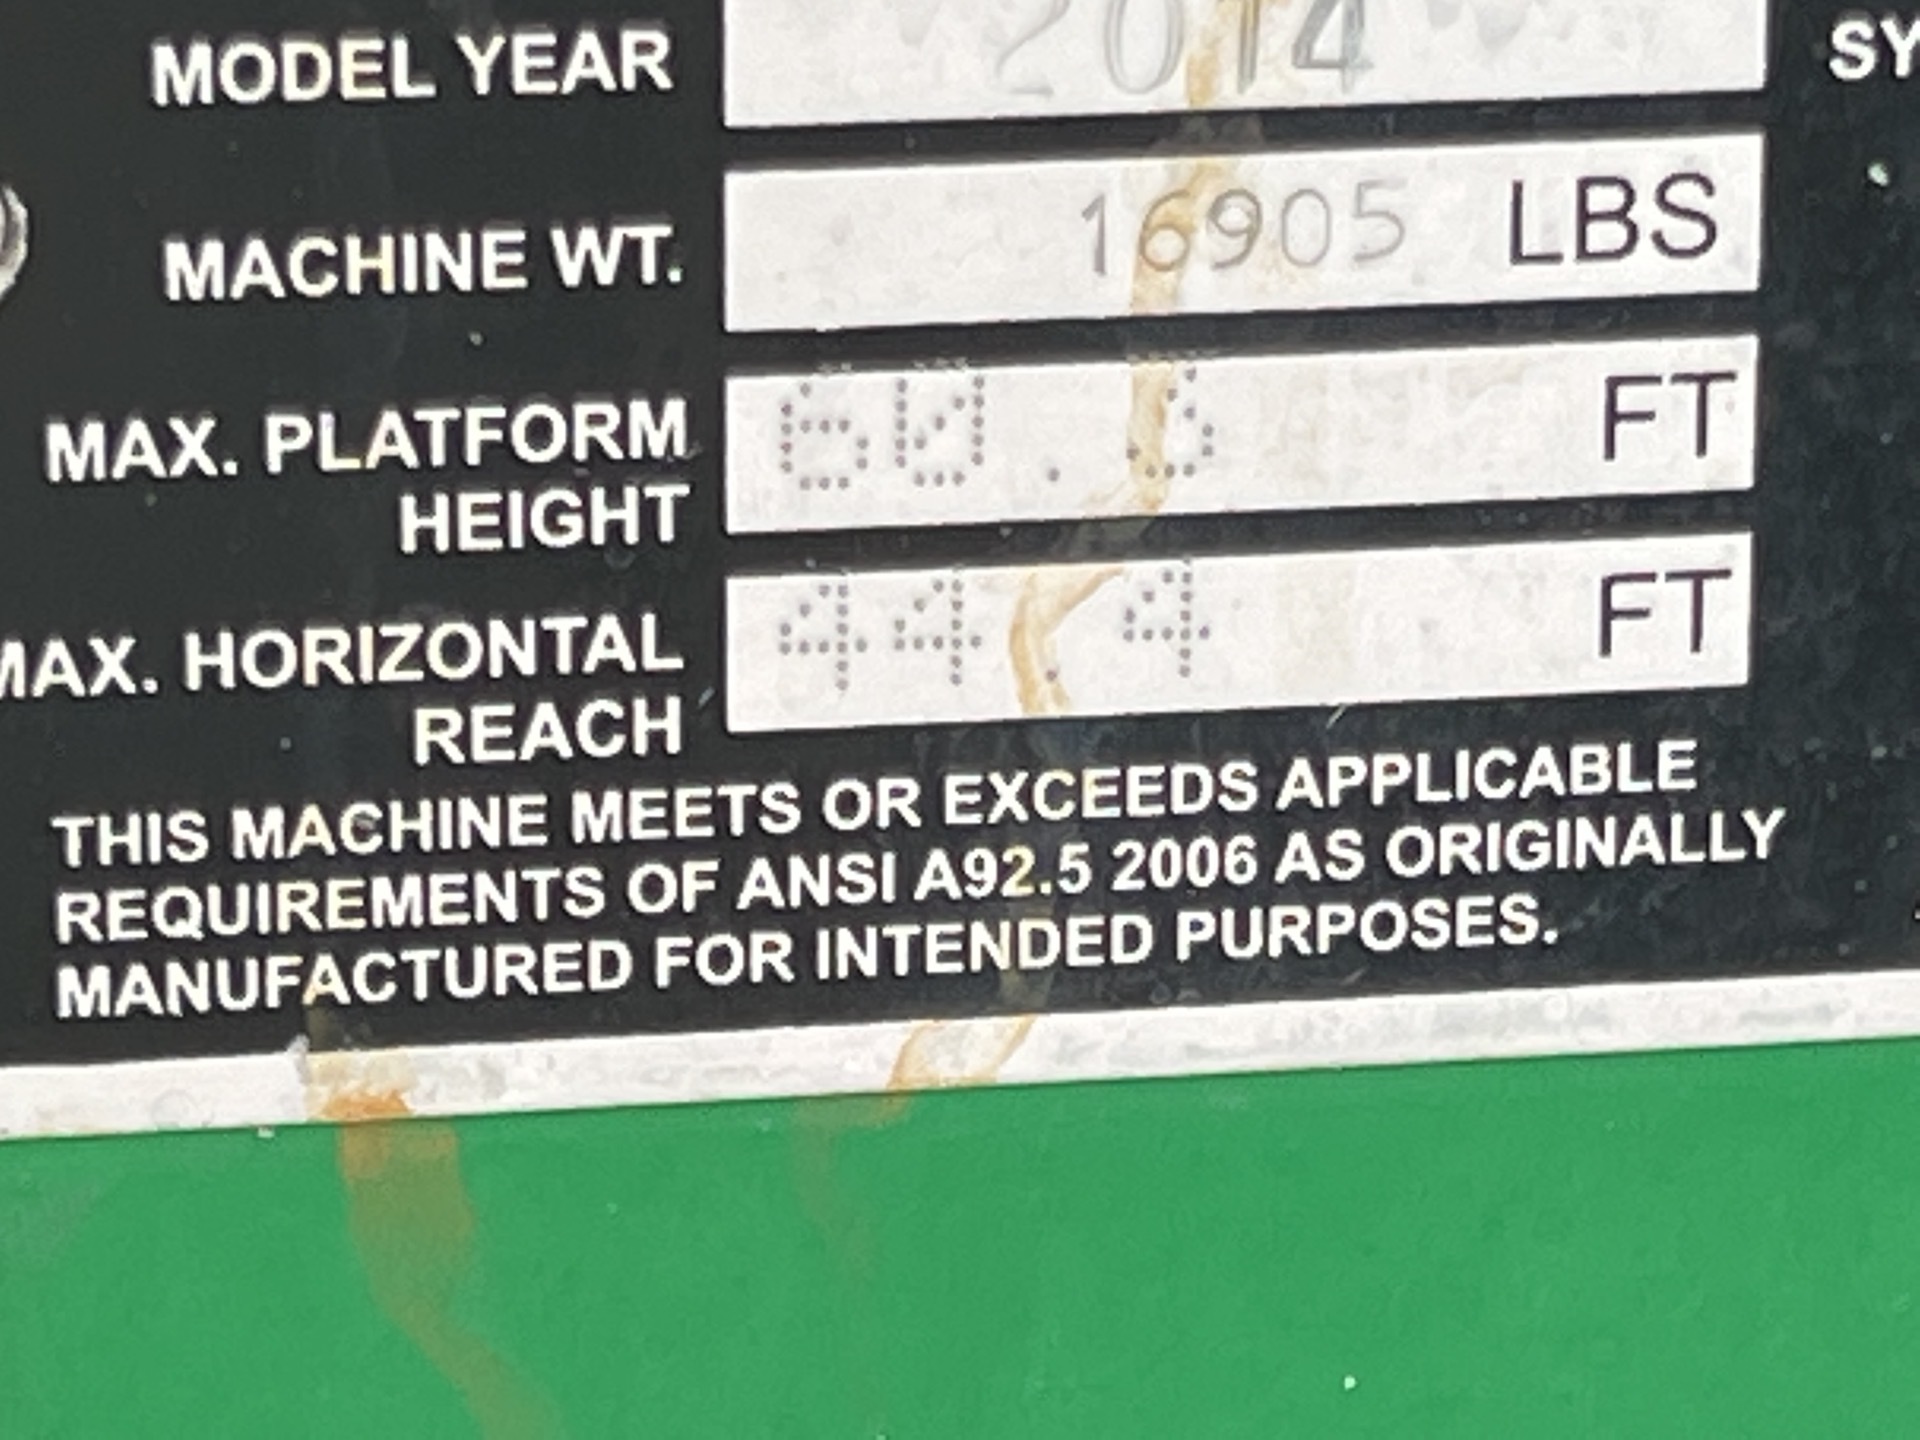 MODEL YEAR 2014
SY
MACHINE WT. 16905 LBS
MAX. PLATFORM HEIGHT 60.3 FT
MAX. HORIZONTAL REACH 44.4 FT
THIS MACHINE MEETS OR EXCEEDS APPLICABLE
REQUIREMENTS OF ANSI A92.5 2006 AS ORIGINALLY
MANUFACTURED FOR INTENDED PURPOSES.